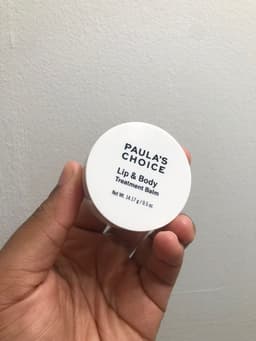 PAULA'S
CHOICE
Lip & Body
Treatment Balm
Net Wt. 14.17 g / 0.5 oz